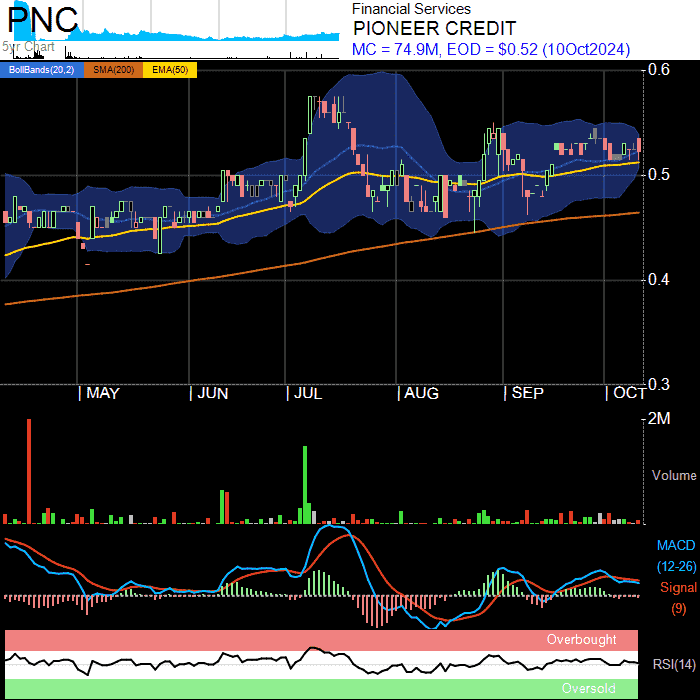 PNC
5yr Chart
Financial Services
PIONEER CREDIT
MC = 74.9M, EOD = $0.52 (10Oct2024)
BollBands(20,2) SMA(200) EMA(50)
0.6
0.5
0.4
0.3
| MAY | JUN | JUL | AUG | SEP | OCT
2M
Volume
MACD
(12-26)
Signal
(9)
Overbought
RSI(14)
Oversold